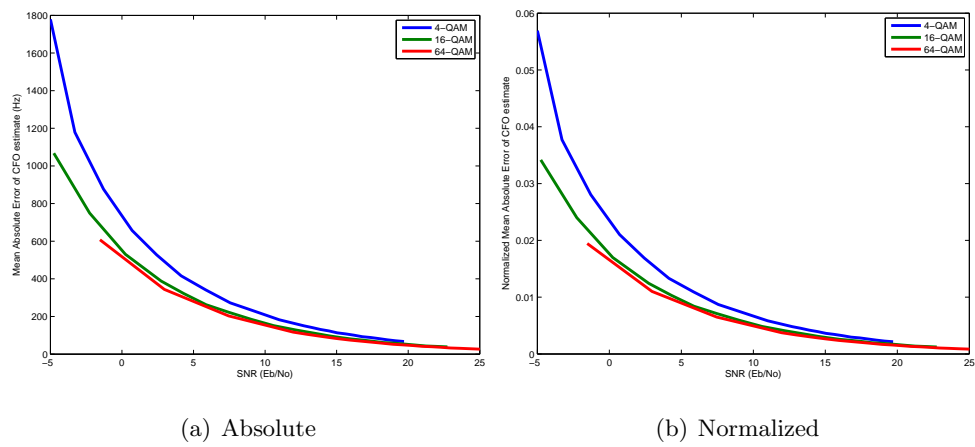 1800
1600
1400
1200
1000
800
600
400
200
0
Mean Absolute Error of CFO estimate (Hz)
-5
0
5
10
15
20
25
SNR (Eb/No)
4-QAM
16-QAM
64-QAM
(a) Absolute
0.06
0.05
0.04
0.03
0.02
0.01
0
Normalized Mean Absolute Error of CFO estimate
-5
0
5
10
15
20
25
SNR (Eb/No)
4-QAM
16-QAM
64-QAM
(b) Normalized